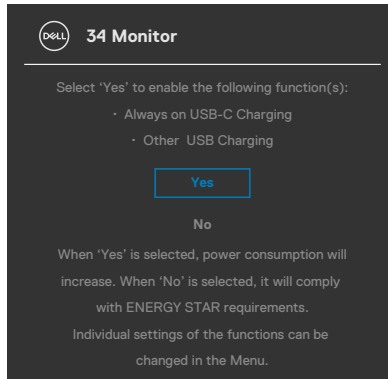 DELL
34 Monitor
Select ‘Yes’ to enable the following function(s):
· Always on USB-C Charging
· Other USB Charging
Yes
No
When ‘Yes’ is selected, power consumption will
increase. When ‘No’ is selected, it will comply
with ENERGY STAR requirements.
Individual settings of the functions can be
changed in the Menu.